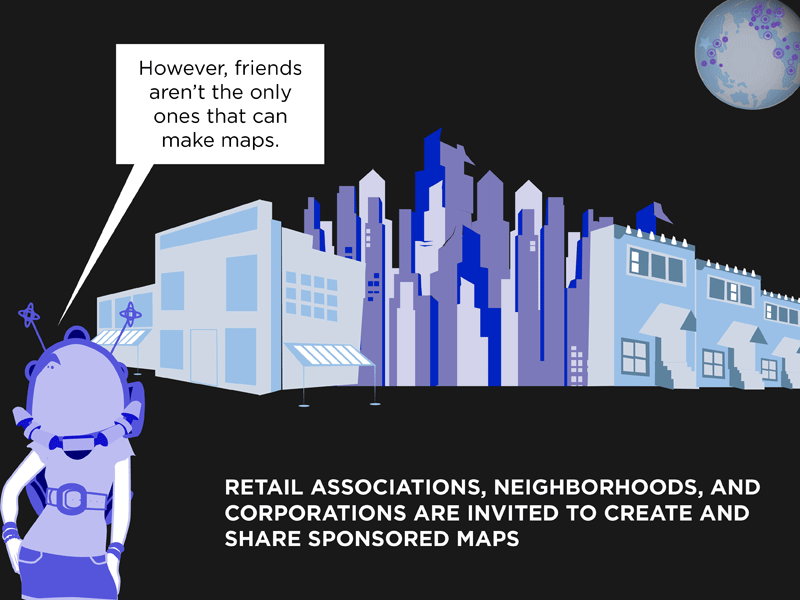 However, friends
aren’t the only
ones that can
make maps.
RETAIL ASSOCIATIONS, NEIGHBORHOODS, AND
CORPORATIONS ARE INVITED TO CREATE AND
SHARE SPONSORED MAPS